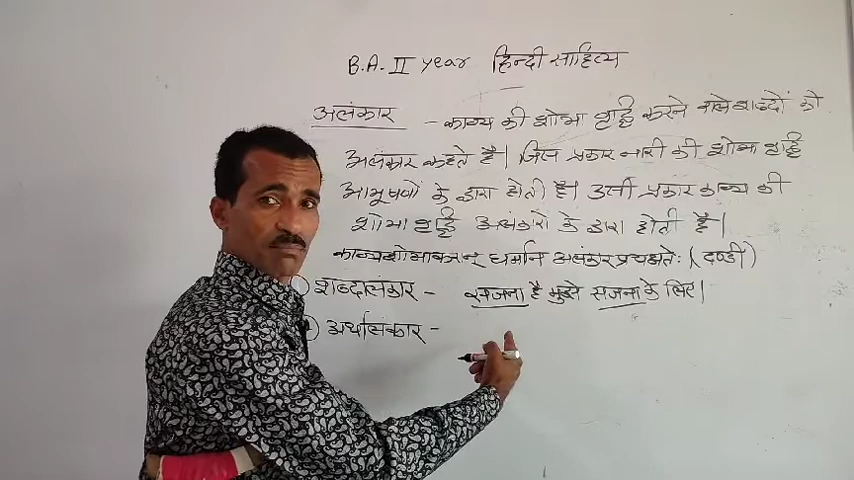 B.A. II year हिन्दी साहित्य
अलंकार - काव्य की शोभा वृद्धि करने वाले शब्दों को
अलंकार कहते है। जिस प्रकार नारी की शोभा वृद्धि
आभूषणों के द्वारा होती है। उसी प्रकार काव्य की
शोभा वृद्धि अलंकारो के द्वारा होती है।
काव्यशोभाकरान् धर्मान अलंकार प्रचक्षते: (दण्डी)
शब्दालंकार - सजना है मुझे सजना के लिए।
अर्थालंकार -